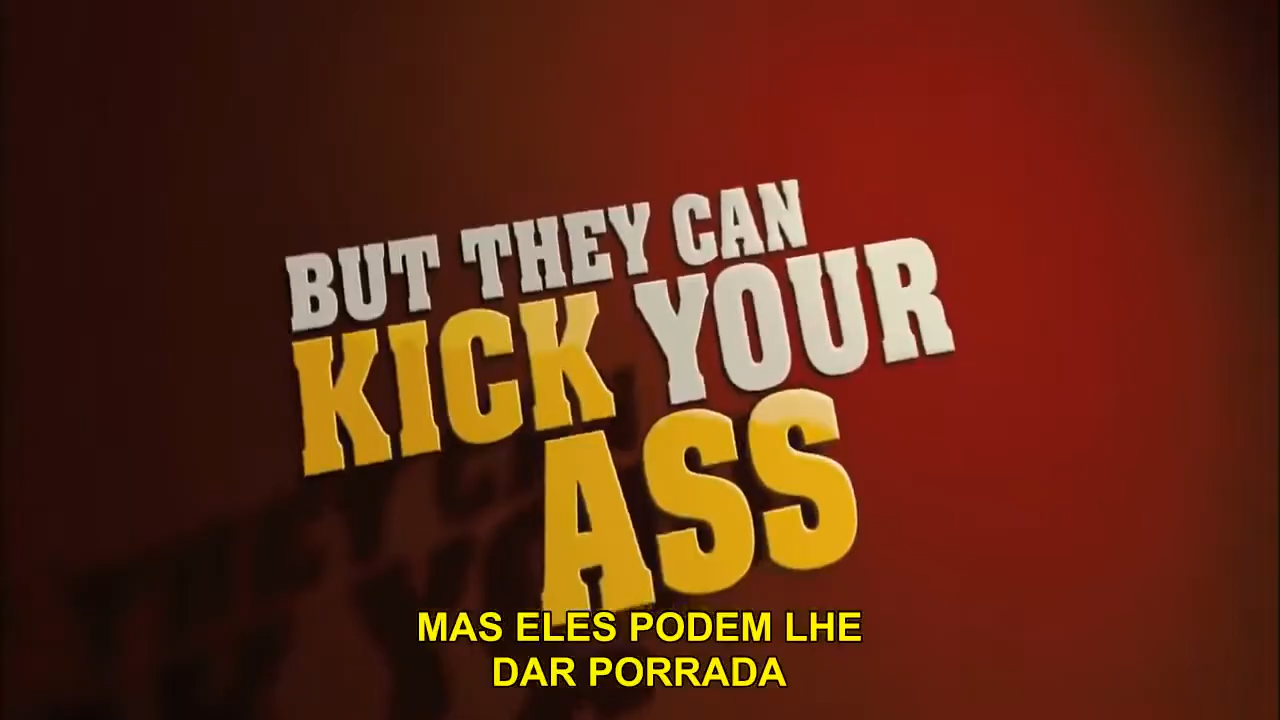 BUT THEY CAN
KICK YOUR
ASS
MAS ELES PODEM LHE
DAR PORRADA